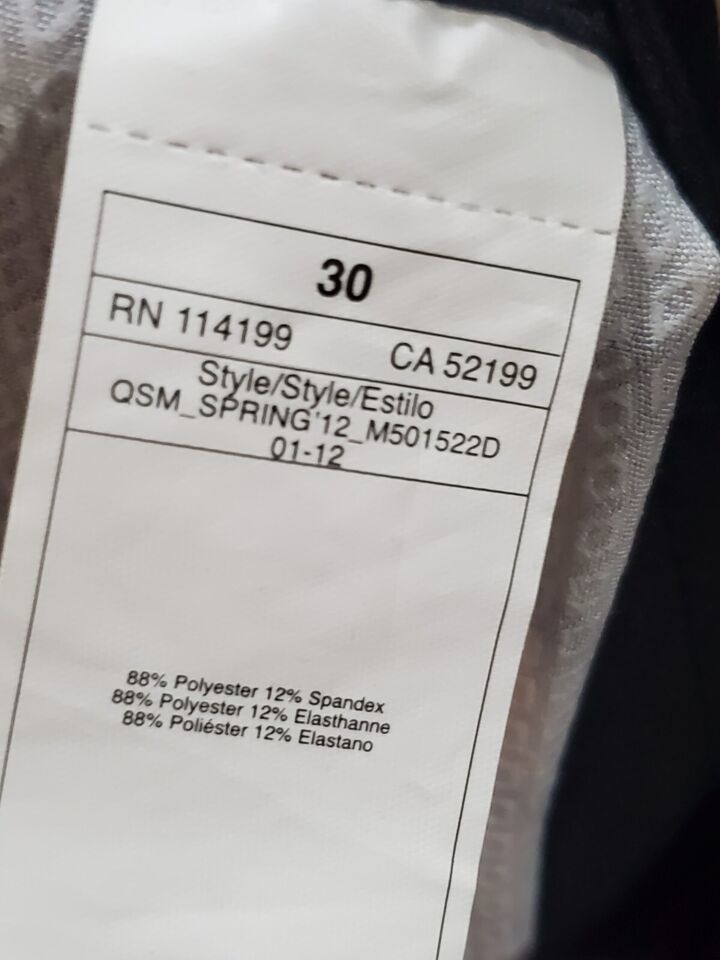 30
RN 114199 CA 52199
Style/Style/Estilo
QSM_SPRING'12_M501522D
01-12
88% Polyester 12% Spandex
88% Polyester 12% Elasthanne
88% Poliéster 12% Elastano